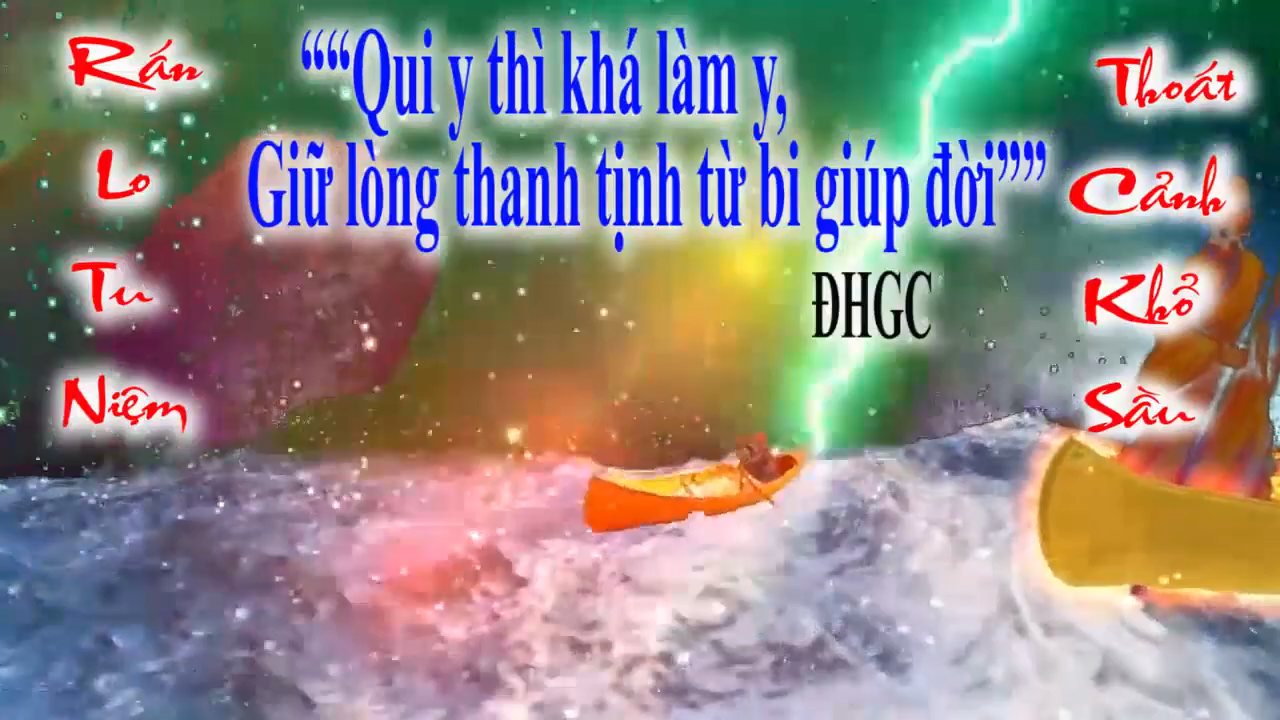 Rán
Lo
Tu
Niệm
““Qui y thì khá làm y,
Giữ lòng thanh tịnh từ bi giúp đời””
ĐHGC
Thoát
Cảnh
Khổ
Sầu